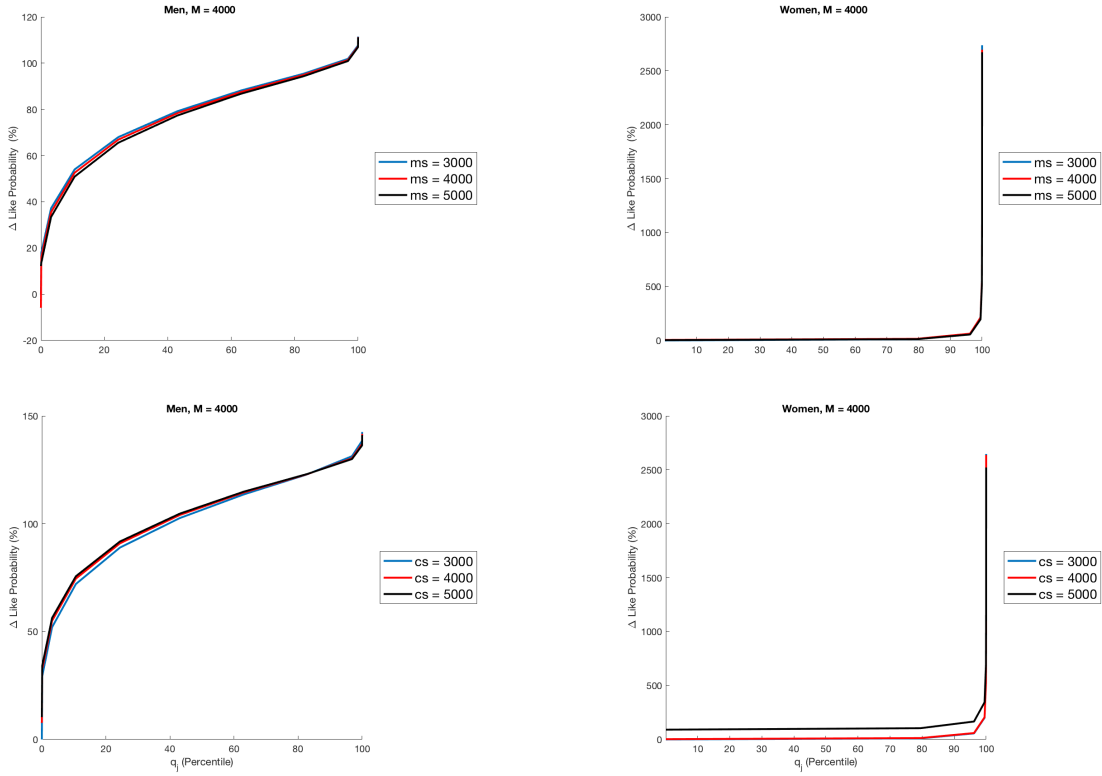 Men, M = 4000
120
100
80
60
40
20
0
-20
Δ Like Probability (%)
0 20 40 60 80 100
ms = 3000
ms = 4000
ms = 5000
Women, M = 4000
3000
2500
2000
1500
1000
500
0
Δ Like Probability (%)
10 20 30 40 50 60 70 80 90 100
ms = 3000
ms = 4000
ms = 5000
Men, M = 4000
150
100
50
0
Δ Like Probability (%)
0 20 40 60 80 100
qj (Percentile)
cs = 3000
cs = 4000
cs = 5000
Women, M = 4000
3000
2500
2000
1500
1000
500
0
Δ Like Probability (%)
10 20 30 40 50 60 70 80 90 100
qj (Percentile)
cs = 3000
cs = 4000
cs = 5000